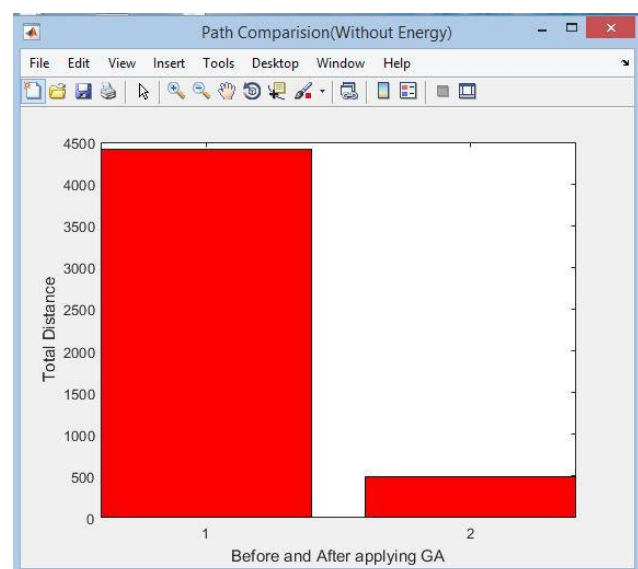 Path Comparision(Without Energy)
File Edit View Insert Tools Desktop Window Help
4500
4000
3500
3000
2500
2000
1500
1000
500
0
Total Distance
1 2
Before and After applying GA